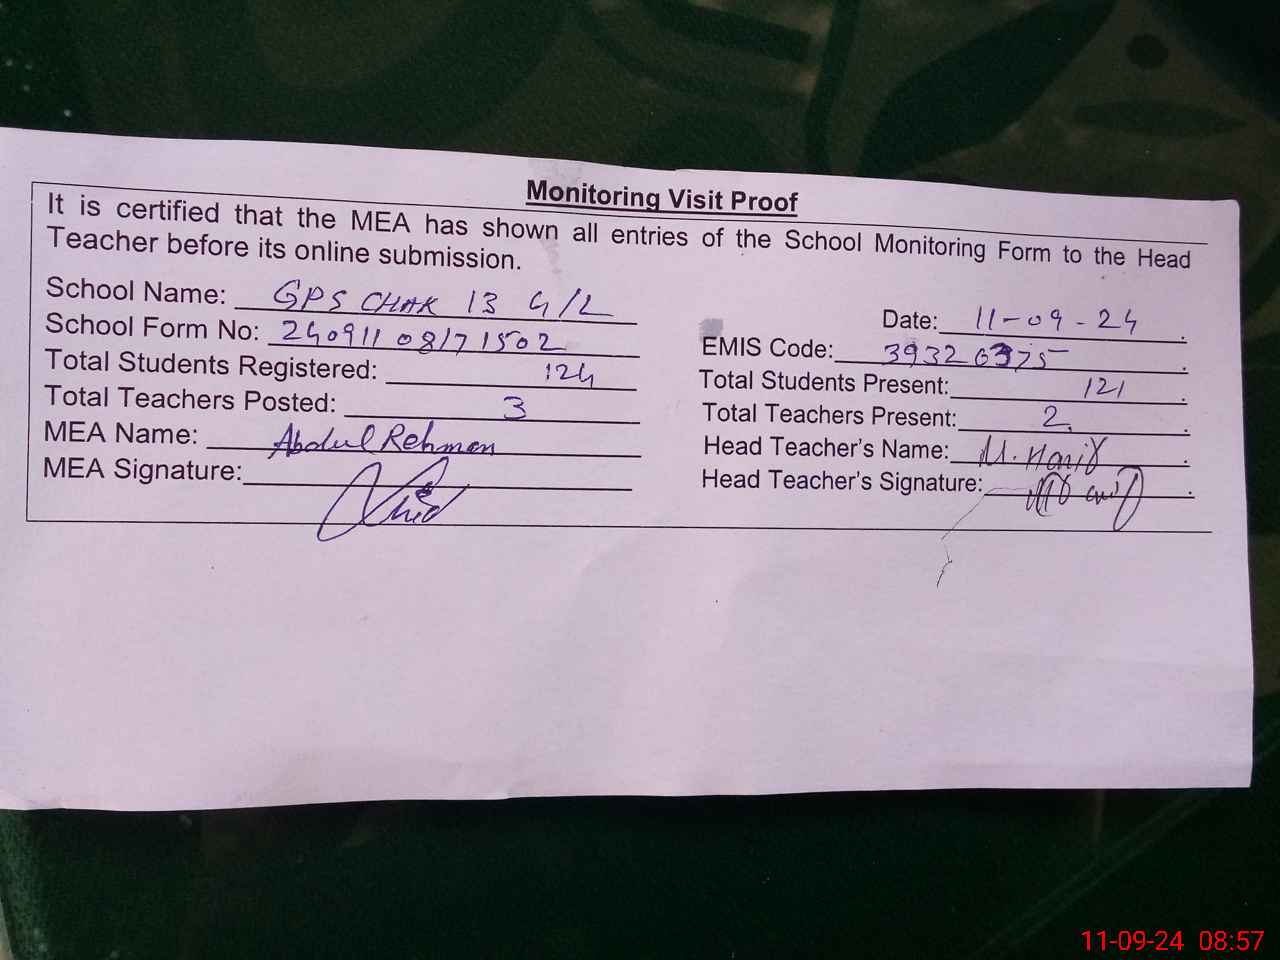 Monitoring Visit Proof
It is certified that the MEA has shown all entries of the School Monitoring Form to the Head
Teacher before its online submission.
School Name: GPS CHAK 13 G/L
Date: 11-09-24
School Form No: 24091108171502
EMIS Code: 39320375
Total Students Registered: 124
Total Students Present: 121
Total Teachers Posted: 3
Total Teachers Present: 2
MEA Name: Abdul Rehman
Head Teacher's Name: M. Hanif
MEA Signature:
Head Teacher's Signature:
11-09-24 08:57